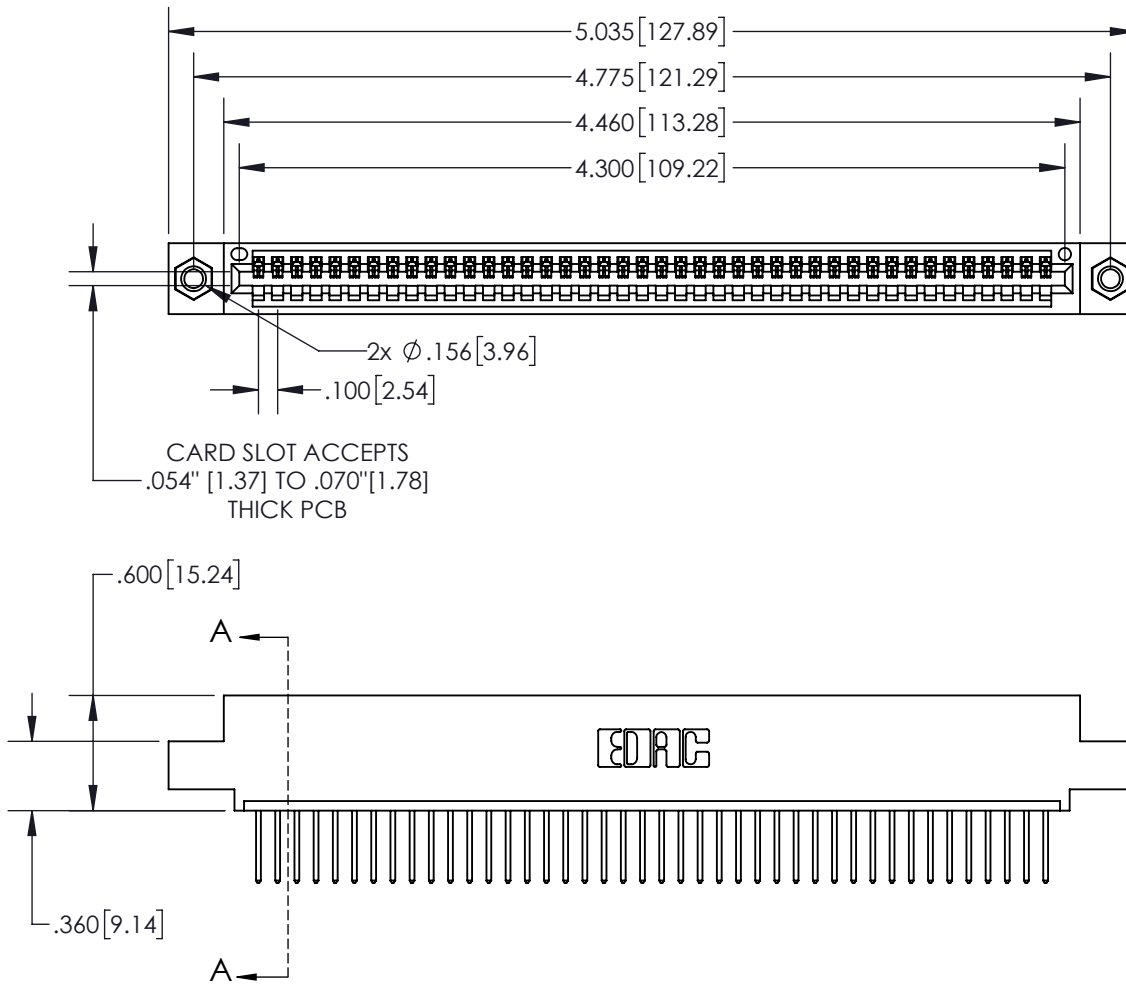 5.035[127.89]
4.775[121.29]
4.460[113.28]
4.300[109.22]
2x Ø.156[3.96]
.100[2.54]
CARD SLOT ACCEPTS
.054" [1.37] TO .070"[1.78]
THICK PCB
.600[15.24]
A
EDAC
.360[9.14]
A